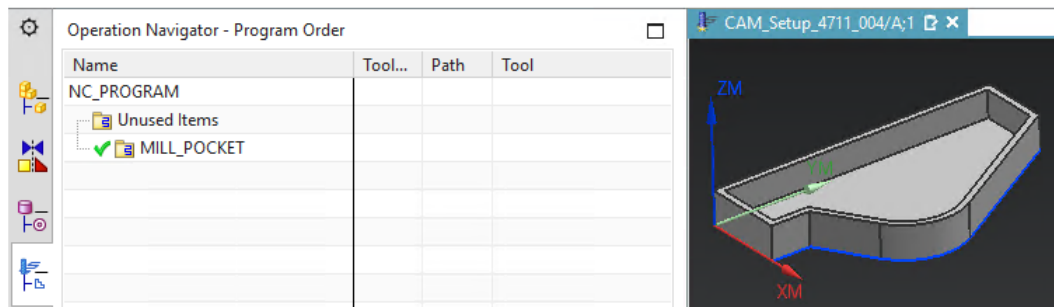 Operation Navigator - Program Order
Name Tool... Path Tool
NC_PROGRAM
Unused Items
MILL_POCKET
CAM_Setup_4711_004/A;1
ZM
YM
XM